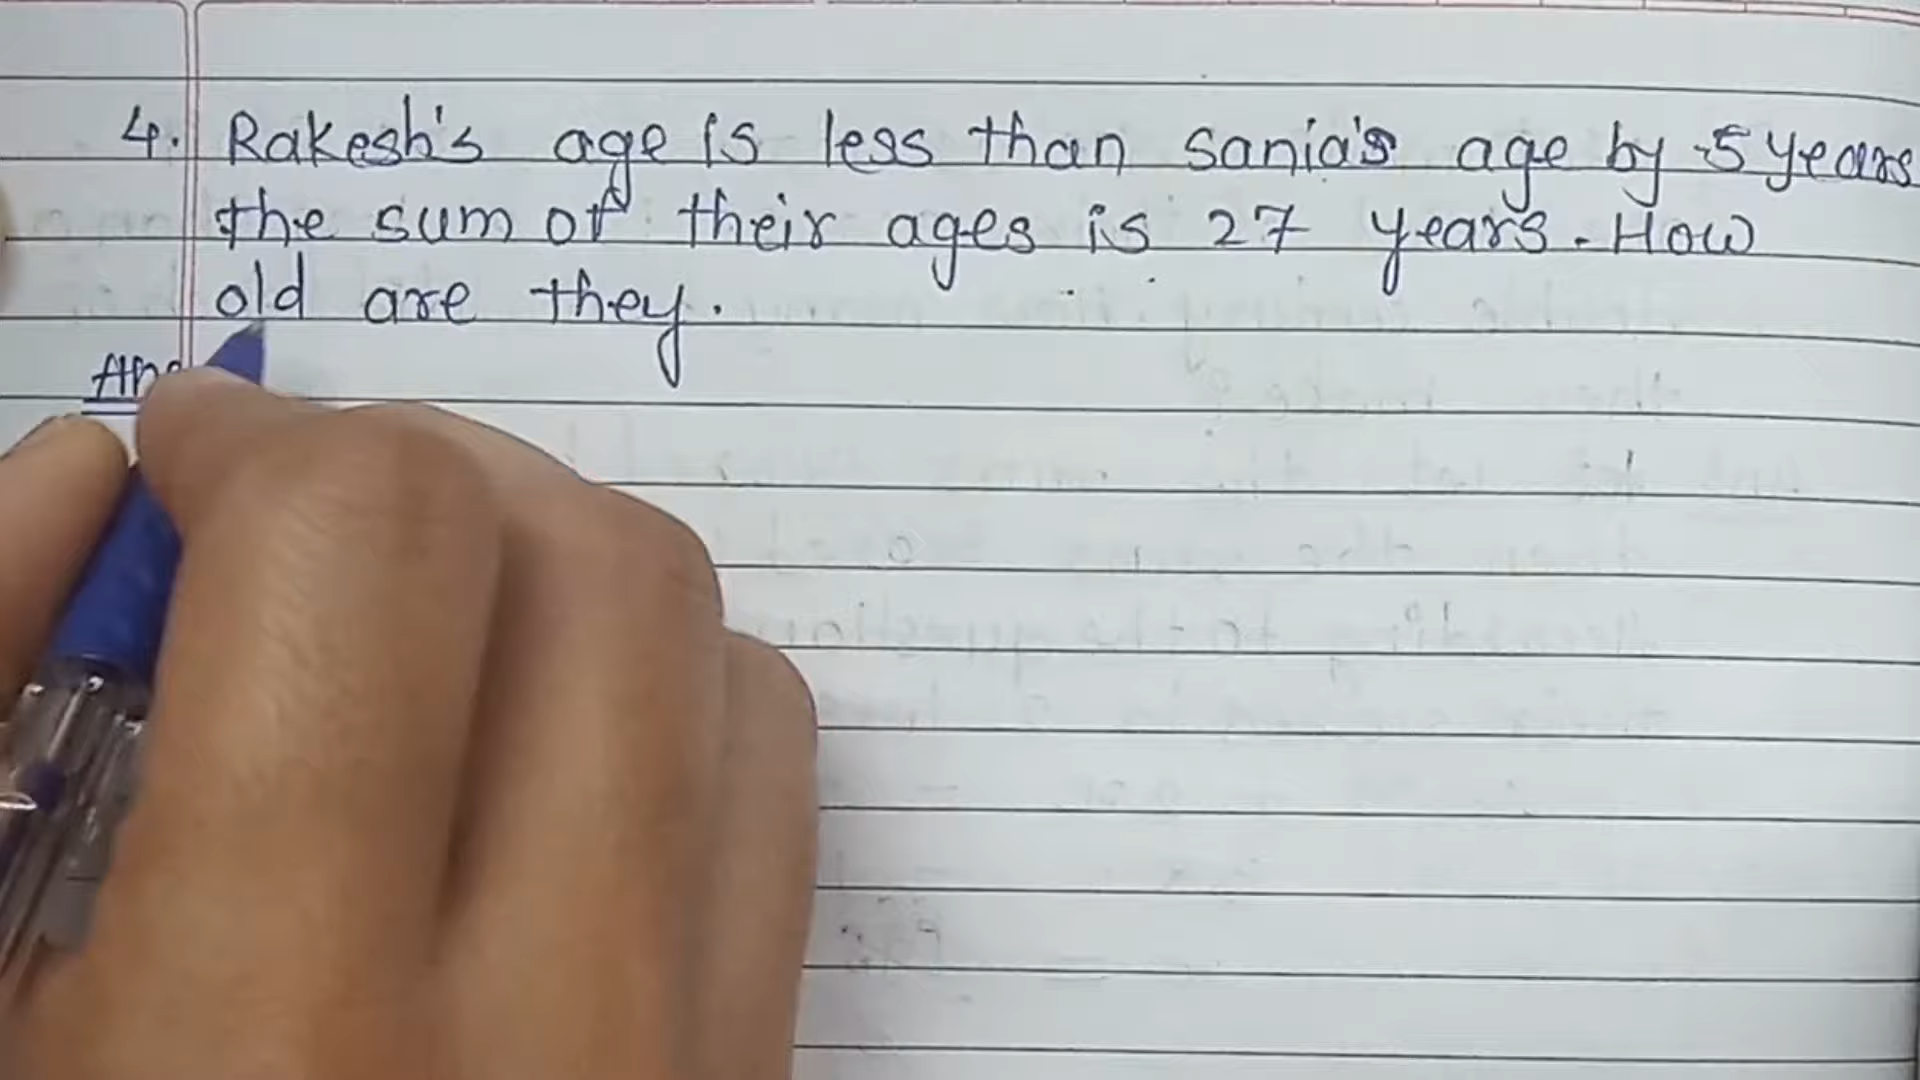 4. Rakesh's age is less than sania's age by 5 years
the sum of their ages is 27 years. How
old are they.